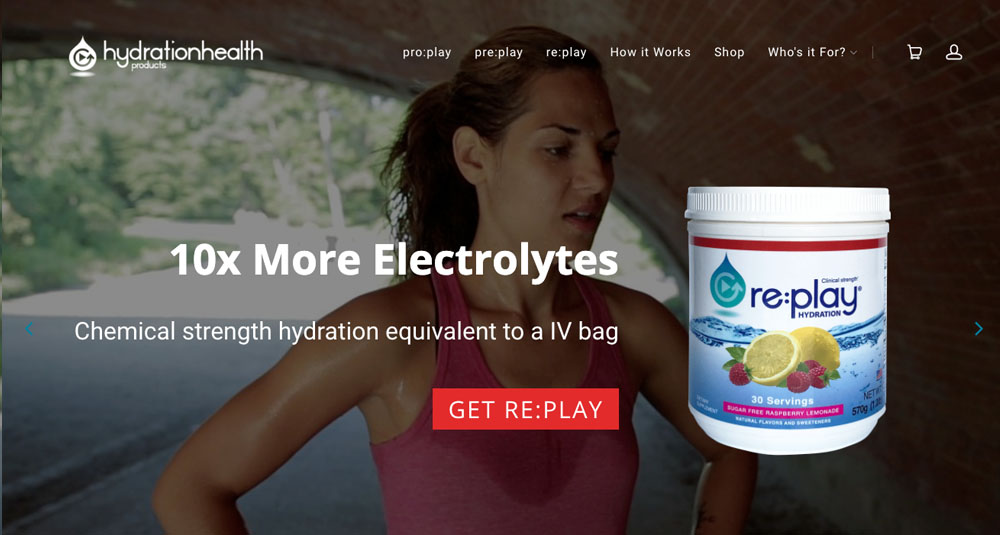 hydrationhealth
products
pro:play pre:play re:play How it Works Shop Who's it For?
10x More Electrolytes
Chemical strength hydration equivalent to a IV bag
GET RE:PLAY
Clinical strength
re:play®
HYDRATION
30 Servings
SUGAR FREE RASPBERRY LEMONADE
NATURAL FLAVORS AND SWEETENERS
SUPPLEMENT
NET WT
570g